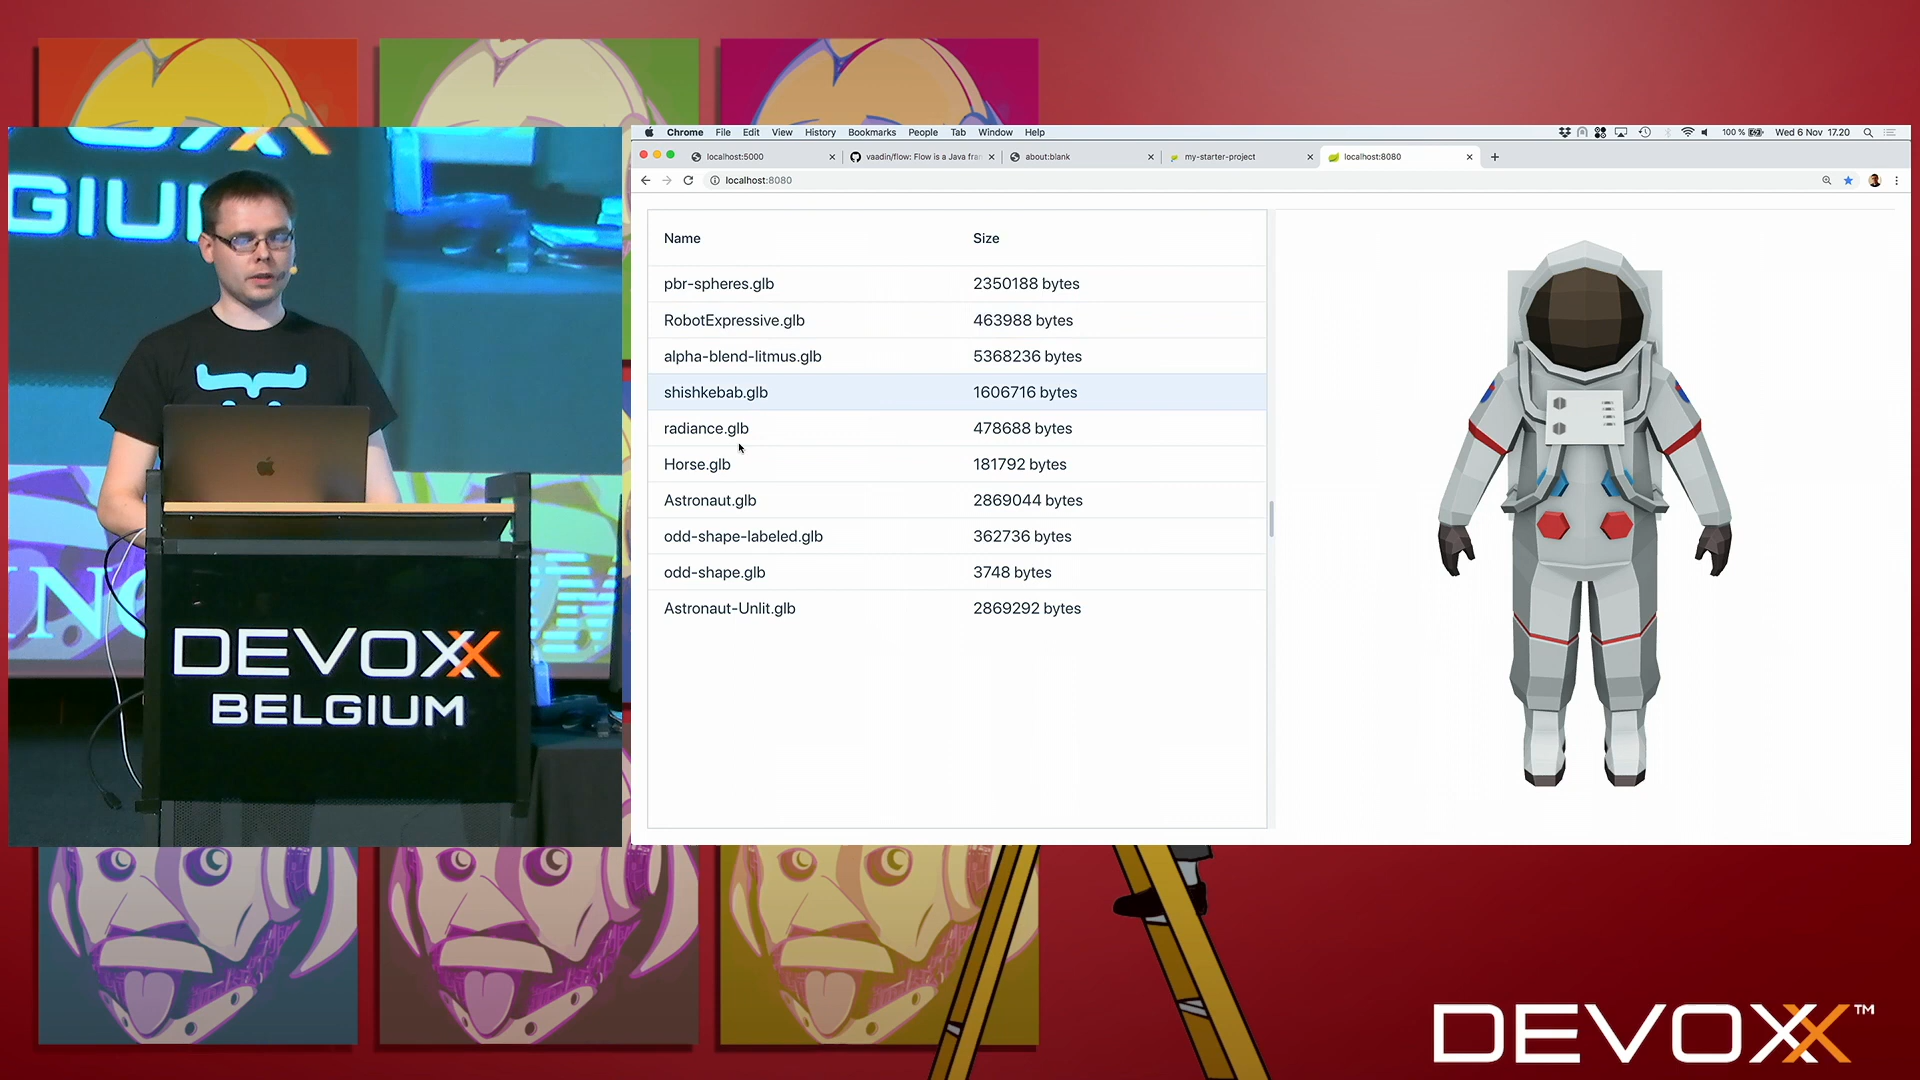 GIUM
Chrome File Edit View History Bookmarks People Tab Window Help 100 % Wed 6 Nov 17.20
localhost:5000 vaadin/flow: Flow is a Java fra about:blank my-starter-project localhost:8080
localhost:8080
Name Size
pbr-spheres.glb 2350188 bytes
RobotExpressive.glb 463988 bytes
alpha-blend-litmus.glb 5368236 bytes
shishkebab.glb 1606716 bytes
radiance.glb 478688 bytes
Horse.glb 181792 bytes
Astronaut.glb 2869044 bytes
odd-shape-labeled.glb 362736 bytes
odd-shape.glb 3748 bytes
Astronaut-Unlit.glb 2869292 bytes
ING
DEVOXX
BELGIUM
DEVOXX™